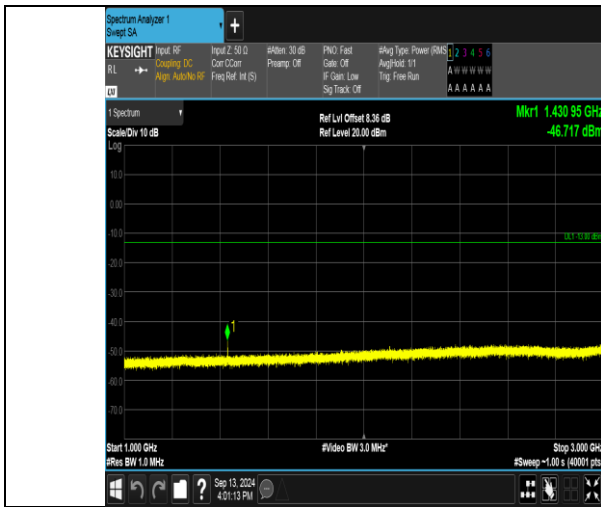 Spectrum Analyzer 1
Swept SA
+
KEYSIGHT Input: RF Input Z: 50 Ω #Atten: 30 dB PNO: Fast #Avg Type: Power (RMS 1 2 3 4 5 6
RL Coupling: DC Corr CCorr Preamp: Off Gate: Off Avg|Hold: 1/1 A W W W W W
Align: Auto/No RF Freq Ref: Int (S) IF Gain: Low Trig: Free Run
Sig Track: Off A A A A A A
LXI
1 Spectrum Ref Lvl Offset 8.36 dB Mkr1 1.430 95 GHz
Scale/Div 10 dB Ref Level 20.00 dBm -46.717 dBm
Log
10.0
0.00
-10.0
DL1 -13.00 dBm
-20.0
-30.0
-40.0
1
-50.0
-60.0
-70.0
Start 1.000 GHz #Video BW 3.0 MHz* Stop 3.000 GHz
#Res BW 1.0 MHz #Sweep ~1.00 s (40001 pts
? Sep 13, 2024
4:01:13 PM